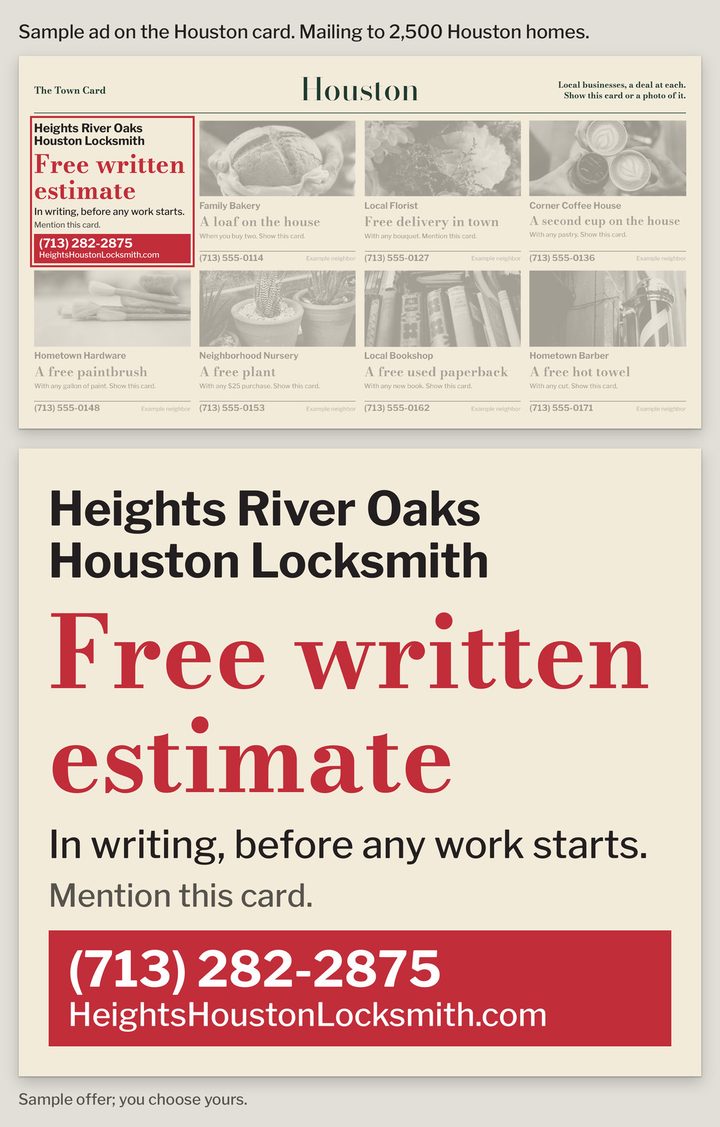 Sample ad on the Houston card. Mailing to 2,500 Houston homes.
The Town Card
Houston
Local businesses, a deal at each.
Show this card or a photo of it.
Heights River Oaks
Houston Locksmith
Free written
estimate
In writing, before any work starts.
Mention this card.
(713) 282-2875
HeightsHoustonLocksmith.com
Family Bakery
A loaf on the house
When you buy two. Show this card.
(713) 555-0114
Example neighbor
Local Florist
Free delivery in town
With any bouquet. Mention this card.
(713) 555-0127
Example neighbor
Corner Coffee House
A second cup on the house
With any pastry. Show this card.
(713) 555-0136
Example neighbor
Hometown Hardware
A free paintbrush
With any gallon of paint. Show this card.
(713) 555-0148
Example neighbor
Neighborhood Nursery
A free plant
With any $25 purchase. Show this card.
(713) 555-0153
Example neighbor
Local Bookshop
A free used paperback
With any new book. Show this card.
(713) 555-0162
Example neighbor
Hometown Barber
A free hot towel
With any cut. Show this card.
(713) 555-0171
Example neighbor
Heights River Oaks
Houston Locksmith
Free written
estimate
In writing, before any work starts.
Mention this card.
(713) 282-2875
HeightsHoustonLocksmith.com
Sample offer; you choose yours.